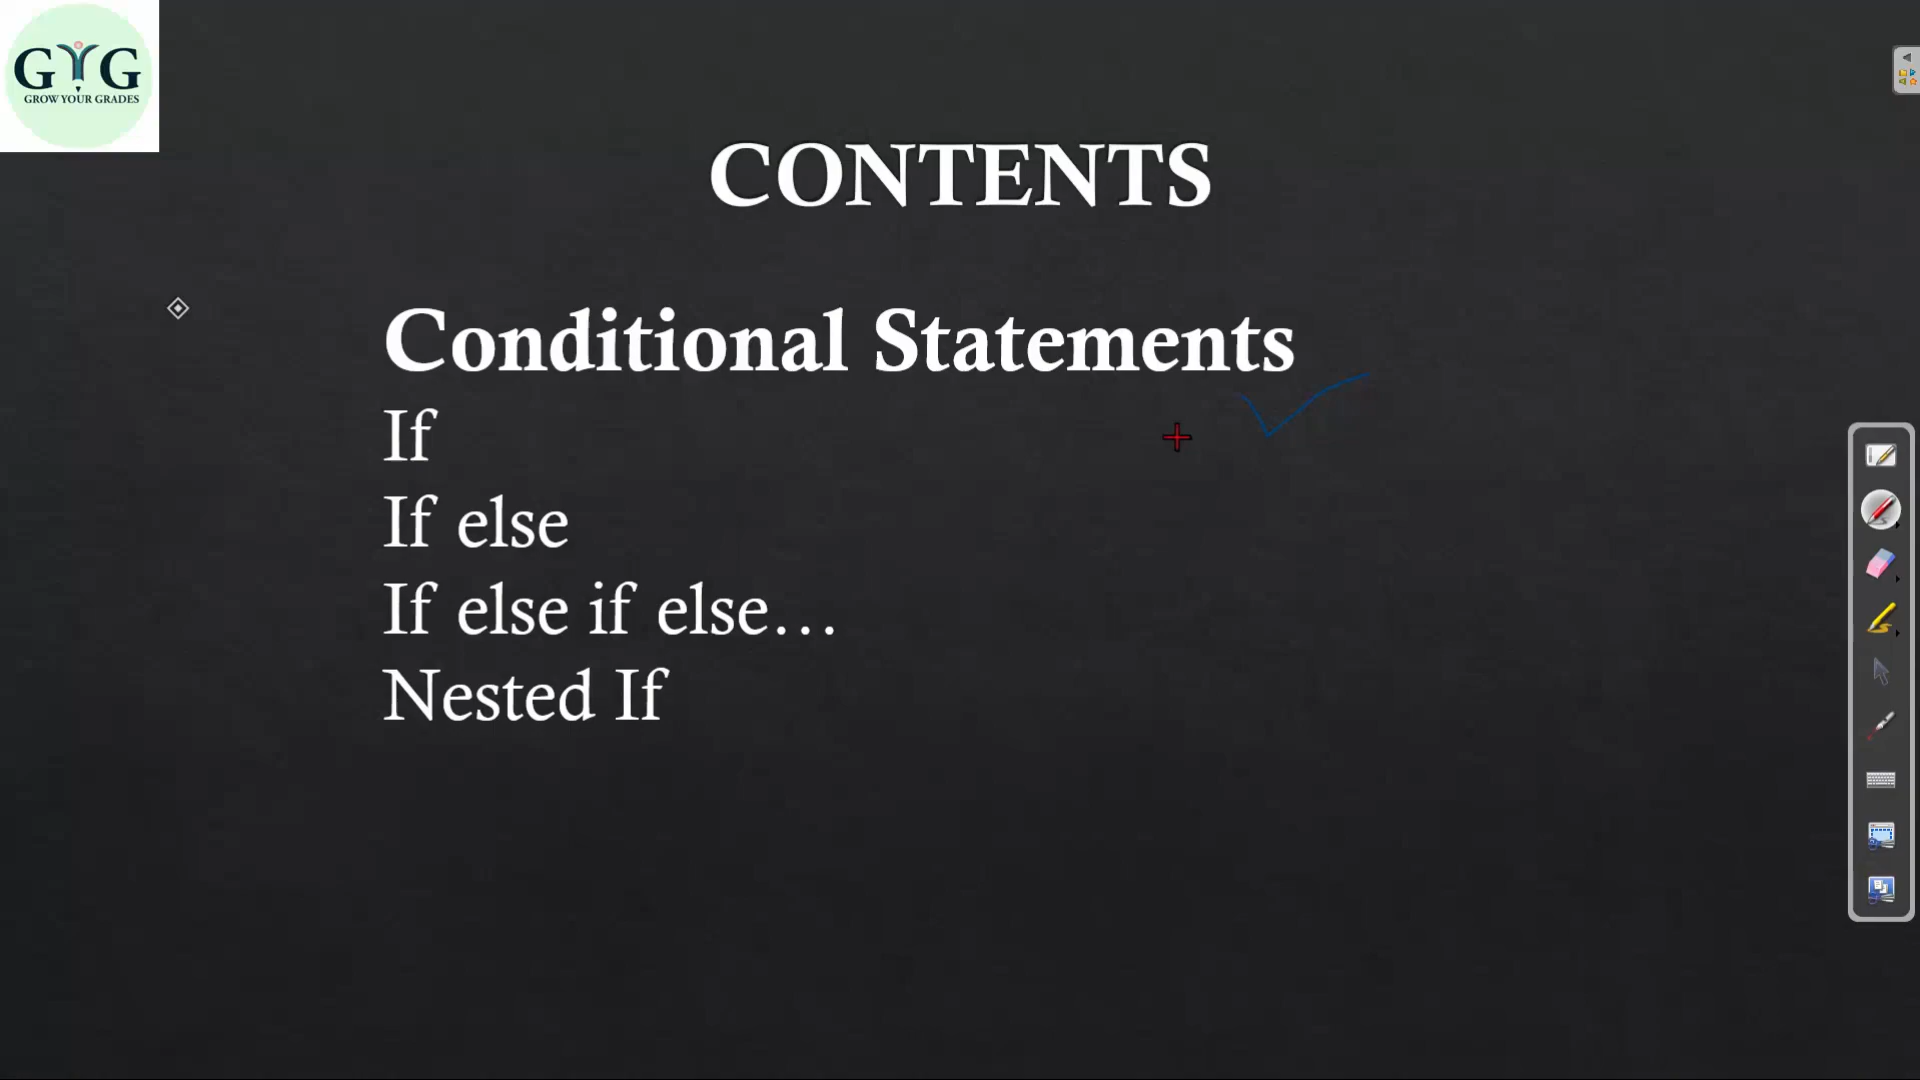 GYG
GROW YOUR GRADES
CONTENTS
Conditional Statements
If
If else
If else if else...
Nested If